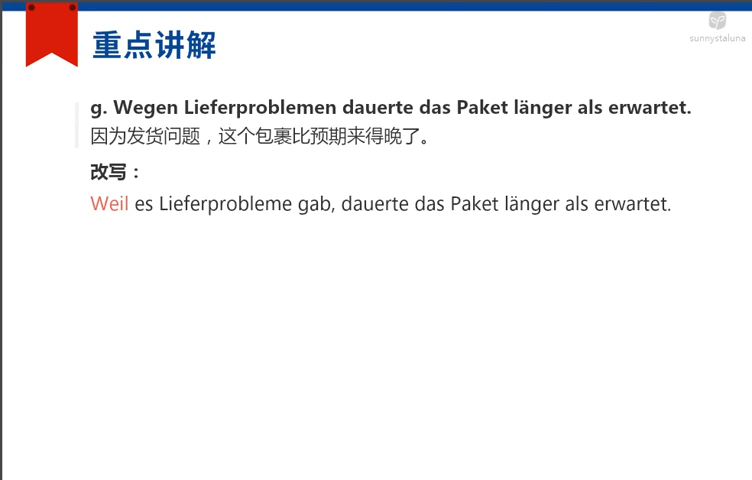 重点讲解
sunnystaluna
g. Wegen Lieferproblemen dauerte das Paket länger als erwartet.
因为发货问题，这个包裹比预期来得晚了。
改写：
Weil es Lieferprobleme gab, dauerte das Paket länger als erwartet.